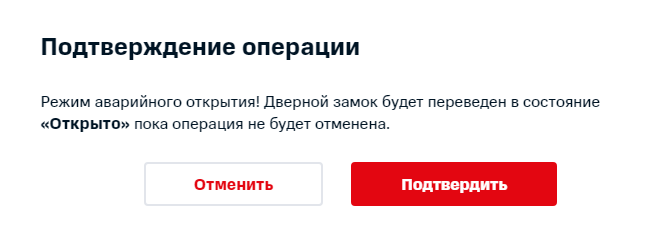 Подтверждение операции
Режим аварийного открытия! Дверной замок будет переведен в состояние
«Открыто» пока операция не будет отменена.
Отменить
Подтвердить